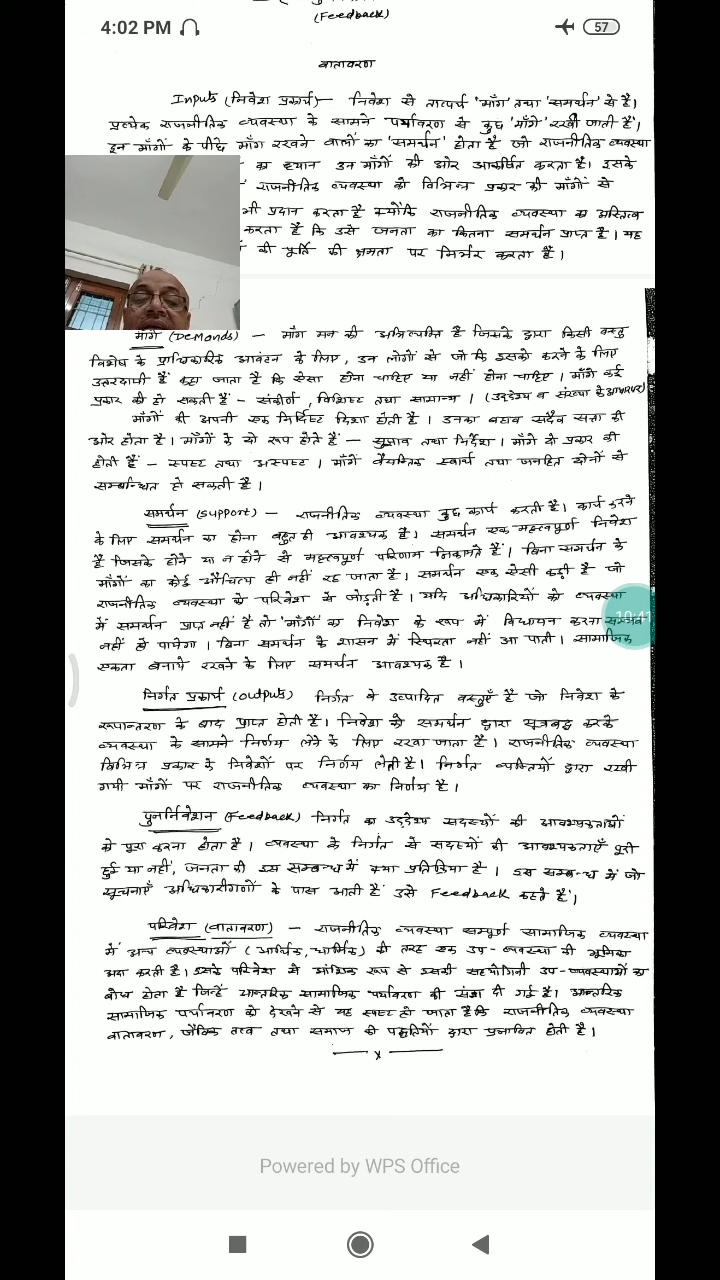 (Feedback)
4:02 PM
57
वातावरण
Inputs (निवेश प्रकार्य) – निवेश से तात्पर्य 'माँग' तथा 'समर्थन' से है।
प्रत्येक राजनीतिक व्यवस्था के सामने पर्यावरण से कुछ 'माँगें' रखी जाती हैं।
इन माँगों के पीछे माँग रखने वालों का 'समर्थन' होता है जो राजनीतिक व्यवस्था
का ध्यान उन माँगों की ओर आकर्षित करता है। इसके
राजनीतिक व्यवस्था को विभिन्न प्रकार की माँगों से
भी प्रदान करता है क्योंकि राजनीतिक व्यवस्था का अस्तित्व
करता है कि उसे जनता का कितना समर्थन प्राप्त है। यह
की पूर्ति की क्षमता पर निर्भर करता है।
माँगें (Demands) – माँग मन की अभिव्यक्ति है जिसके द्वारा किसी वस्तु
विशेष के प्राधिकारिक आवंटन के लिए, उन लोगों से जो कि इसको करने के लिए
उत्तरदायी हैं कहा जाता है कि ऐसा होना चाहिए या नहीं होना चाहिए। माँगें कई
प्रकार की हो सकती हैं – संकीर्ण, विशिष्ट तथा सामान्य। (उद्देश्य व संख्या के आधार पर)
माँगों की अपनी एक निर्दिष्ट दिशा होती है। उनका बहाव सदैव सत्ता की
ओर होता है। माँगों के दो रूप होते हैं – सुझाव तथा निर्देश। माँगें दो प्रकार की
होती हैं – स्पष्ट तथा अस्पष्ट। माँगें वैयक्तिक स्वार्थ तथा जनहित दोनों से
सम्बन्धित हो सकती हैं।
समर्थन (Support) – राजनीतिक व्यवस्था कुछ कार्य करती है। कार्य करने
के लिए समर्थन का होना बहुत ही आवश्यक है। समर्थन एक महत्वपूर्ण निवेश
है जिसके होने या न होने से महत्वपूर्ण परिणाम निकलते हैं। बिना समर्थन के
माँगों का कोई औचित्य ही नहीं रह जाता है। समर्थन एक ऐसी कड़ी है जो
राजनीतिक व्यवस्था को परिवेश से जोड़ती है। यदि अधिकारियों को व्यवस्था
में समर्थन प्राप्त नहीं है तो 'माँगों' का निवेश के रूप में विधायन करना सम्भव
नहीं हो पायेगा। बिना समर्थन के शासन में स्थिरता नहीं आ पाती। सामाजिक
एकता बनाये रखने के लिए समर्थन आवश्यक है।
10:41
निर्गत प्रकार्य (Outputs) निर्गत वे उत्पादित वस्तुएँ हैं जो निवेश के
रूपान्तरण के बाद प्राप्त होती हैं। निवेश को समर्थन द्वारा सूत्रबद्ध करके
व्यवस्था के सामने निर्णय लेने के लिए रखा जाता है। राजनीतिक व्यवस्था
विभिन्न प्रकार के निवेशों पर निर्णय लेती है। निर्गत व्यक्तियों द्वारा रखी
गयी माँगों पर राजनीतिक व्यवस्था का निर्णय है।
पुनर्निवेशन (Feedback) निर्गत का उद्देश्य सदस्यों की आवश्यकताओं
को पूरा करना होता है। व्यवस्था के निर्गत से सदस्यों की आवश्यकताएँ पूरी
हुई या नहीं, जनता की इस सम्बन्ध में क्या प्रतिक्रिया है। इस सम्बन्ध में जो
सूचनाएँ अधिकारीगणों के पास आती हैं उसे Feedback कहते हैं।
परिवेश (वातावरण) – राजनीतिक व्यवस्था सम्पूर्ण सामाजिक व्यवस्था
में अन्य व्यवस्थाओं (आर्थिक, धार्मिक) की तरह एक उप-व्यवस्था की भूमिका
अदा करती है। इसके परिवेश में आंशिक रूप से इसकी सहयोगिनी उप-व्यवस्थाओं का
बोध होता है जिन्हें आन्तरिक सामाजिक पर्यावरण की संज्ञा दी गई है। आन्तरिक
सामाजिक पर्यावरण को देखने से यह स्पष्ट हो जाता है कि राजनीतिक व्यवस्था
वातावरण, जैविक तत्व तथा समाज की पद्धतियों द्वारा प्रभावित होती है।
x
Powered by WPS Office